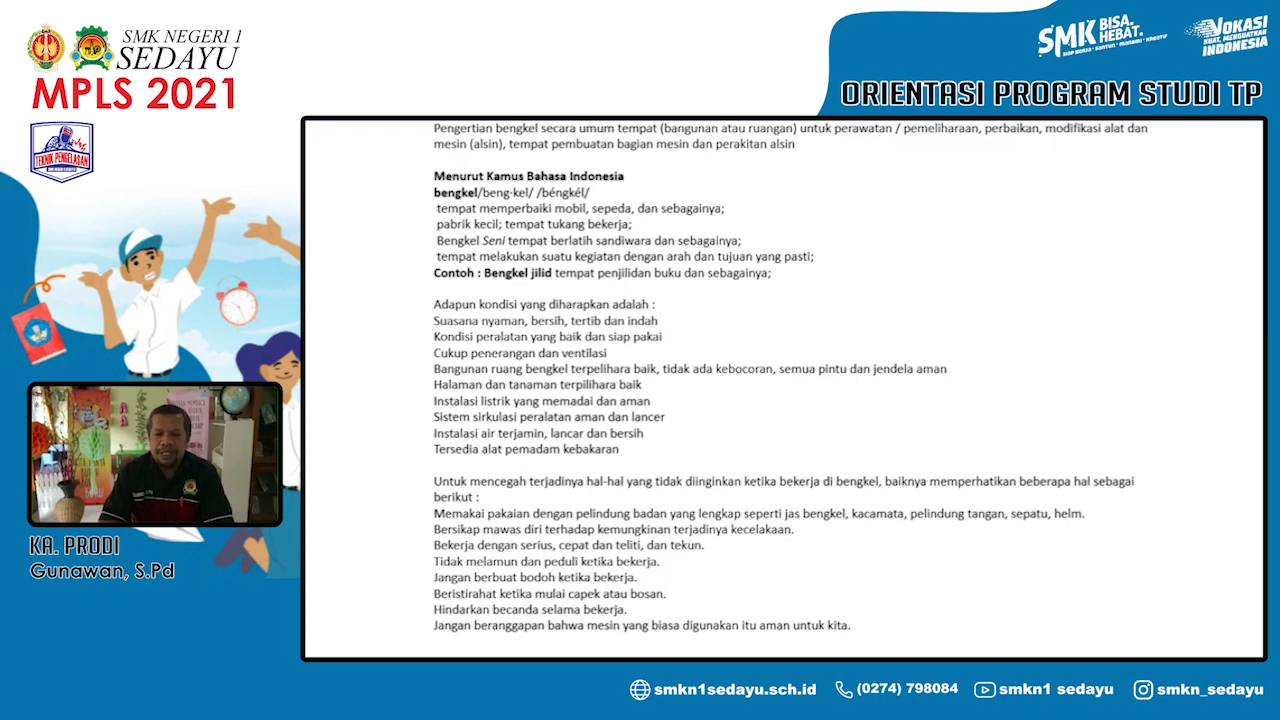 SMK NEGERI 1
SEDAYU
MPLS 2021
TEKNIK PENGELASAN
SMK BISA.
HEBAT.
SIAP KERJA • SANTUN • MANDIRI • KREATIF
VOKASI
KUAT, MENGUATKAN
INDONESIA
ORIENTASI PROGRAM STUDI TP
Pengertian bengkel secara umum tempat (bangunan atau ruangan) untuk perawatan / pemeliharaan, perbaikan, modifikasi alat dan
mesin (alsin), tempat pembuatan bagian mesin dan perakitan alsin
Menurut Kamus Bahasa Indonesia
bengkel/beng·kel/ /béngkél/
tempat memperbaiki mobil, sepeda, dan sebagainya;
pabrik kecil; tempat tukang bekerja;
Bengkel Seni tempat berlatih sandiwara dan sebagainya;
tempat melakukan suatu kegiatan dengan arah dan tujuan yang pasti;
Contoh : Bengkel jilid tempat penjilidan buku dan sebagainya;
Adapun kondisi yang diharapkan adalah :
Suasana nyaman, bersih, tertib dan indah
Kondisi peralatan yang baik dan siap pakai
Cukup penerangan dan ventilasi
Bangunan ruang bengkel terpelihara baik, tidak ada kebocoran, semua pintu dan jendela aman
Halaman dan tanaman terpilihara baik
Instalasi listrik yang memadai dan aman
Sistem sirkulasi peralatan aman dan lancer
Instalasi air terjamin, lancar dan bersih
Tersedia alat pemadam kebakaran
Untuk mencegah terjadinya hal-hal yang tidak diinginkan ketika bekerja di bengkel, baiknya memperhatikan beberapa hal sebagai
berikut :
Memakai pakaian dengan pelindung badan yang lengkap seperti jas bengkel, kacamata, pelindung tangan, sepatu, helm.
Bersikap mawas diri terhadap kemungkinan terjadinya kecelakaan.
Bekerja dengan serius, cepat dan teliti, dan tekun.
Tidak melamun dan peduli ketika bekerja.
Jangan berbuat bodoh ketika bekerja.
Beristirahat ketika mulai capek atau bosan.
Hindarkan becanda selama bekerja.
Jangan beranggapan bahwa mesin yang biasa digunakan itu aman untuk kita.
KA. PRODI
Gunawan, S.Pd
smkn1sedayu.sch.id
(0274) 798084
smkn1 sedayu
smkn_sedayu